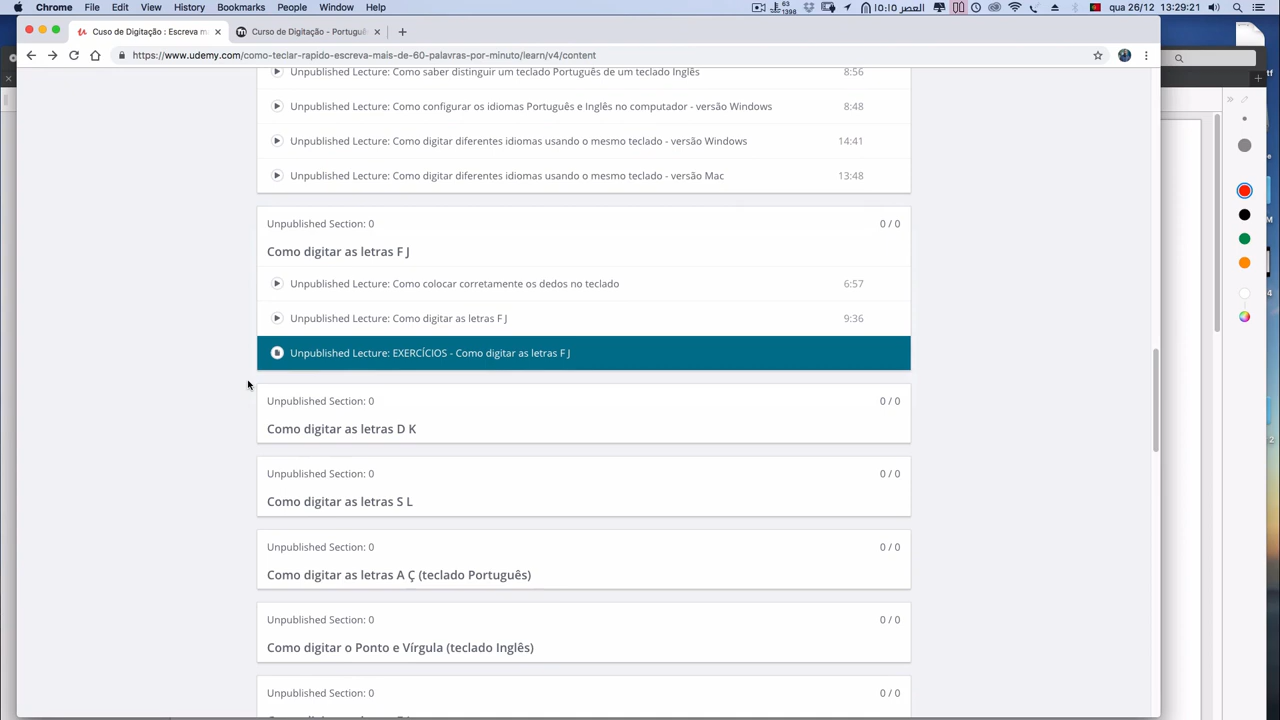 Chrome File Edit View History Bookmarks People Window Help
63
1398
العصر 10:10
qua 26/12 13:29:21
Cuso de Digitação : Escreva m
Curso de Digitação - Portuguê
https://www.udemy.com/como-teclar-rapido-escreva-mais-de-60-palavras-por-minuto/learn/v4/content
Unpublished Lecture: Como saber distinguir um teclado Português de um teclado Inglês 8:56
Unpublished Lecture: Como configurar os idiomas Português e Inglês no computador - versão Windows 8:48
Unpublished Lecture: Como digitar diferentes idiomas usando o mesmo teclado - versão Windows 14:41
Unpublished Lecture: Como digitar diferentes idiomas usando o mesmo teclado - versão Mac 13:48
Unpublished Section: 0 0 / 0
Como digitar as letras F J
Unpublished Lecture: Como colocar corretamente os dedos no teclado 6:57
Unpublished Lecture: Como digitar as letras F J 9:36
Unpublished Lecture: EXERCÍCIOS - Como digitar as letras F J
Unpublished Section: 0 0 / 0
Como digitar as letras D K
Unpublished Section: 0 0 / 0
Como digitar as letras S L
Unpublished Section: 0 0 / 0
Como digitar as letras A Ç (teclado Português)
Unpublished Section: 0 0 / 0
Como digitar o Ponto e Vírgula (teclado Inglês)
Unpublished Section: 0 0 / 0